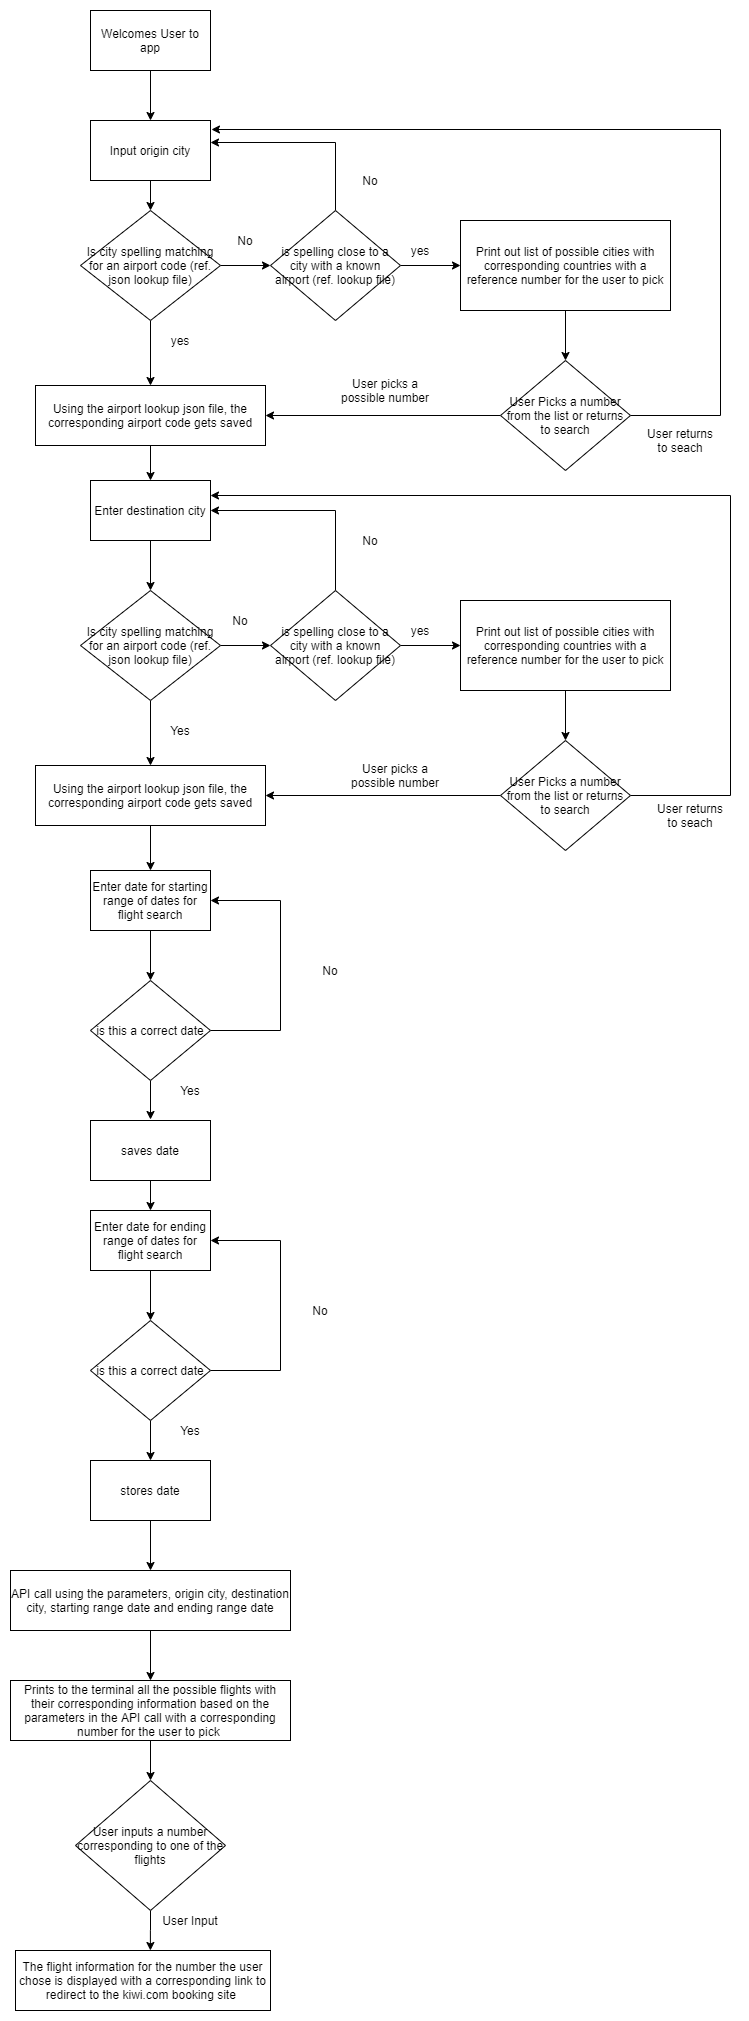 Welcomes User to
app
Input origin city
No
Is city spelling matching
for an airport code (ref.
json lookup file)
No
is spelling close to a
city with a known
airport (ref. lookup file)
yes
Print out list of possible cities with
corresponding countries with a
reference number for the user to pick
yes
User picks a
possible number
User Picks a number
from the list or returns
to search
User returns
to seach
Using the airport lookup json file, the
corresponding airport code gets saved
Enter destination city
No
Is city spelling matching
for an airport code (ref.
json lookup file)
No
is spelling close to a
city with a known
airport (ref. lookup file)
yes
Print out list of possible cities with
corresponding countries with a
reference number for the user to pick
Yes
User picks a
possible number
User Picks a number
from the list or returns
to search
User returns
to seach
Using the airport lookup json file, the
corresponding airport code gets saved
Enter date for starting
range of dates for
flight search
No
is this a correct date
Yes
saves date
Enter date for ending
range of dates for
flight search
No
is this a correct date
Yes
stores date
API call using the parameters, origin city, destination
city, starting range date and ending range date
Prints to the terminal all the possible flights with
their corresponding information based on the
parameters in the API call with a corresponding
number for the user to pick
User inputs a number
corresponding to one of the
flights
User Input
The flight information for the number the user
chose is displayed with a corresponding link to
redirect to the kiwi.com booking site